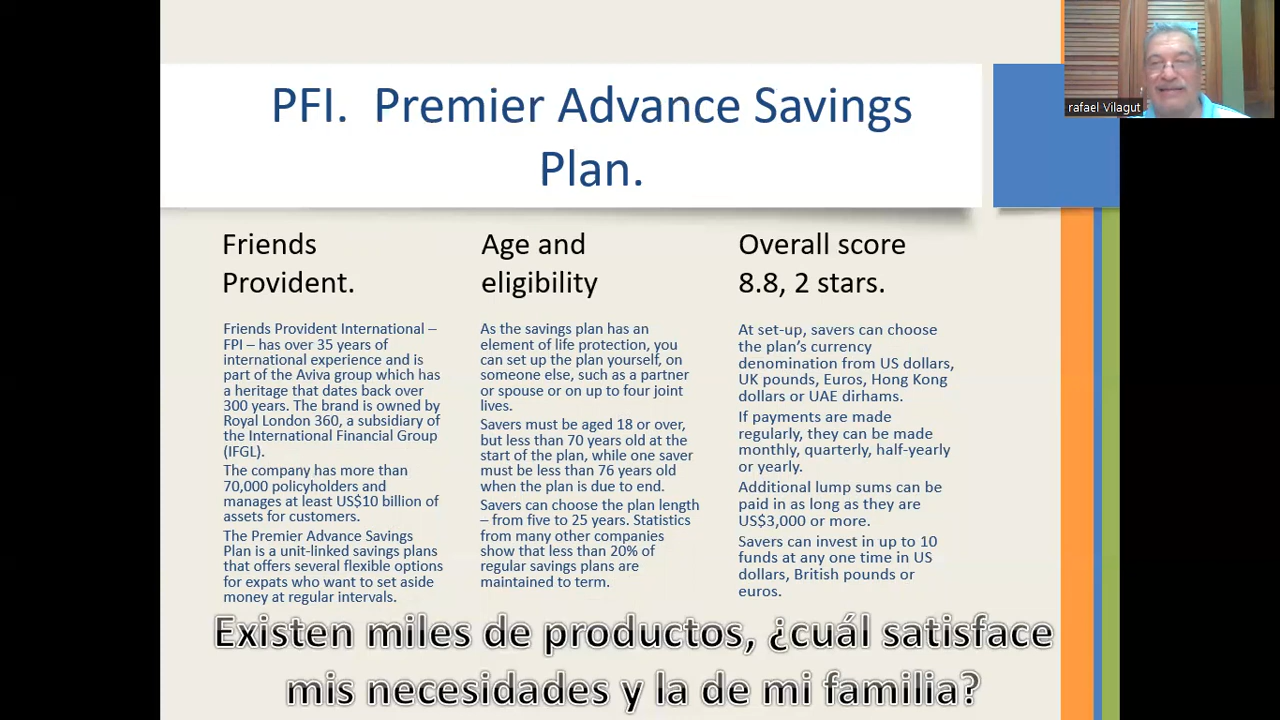 PFI. Premier Advance Savings
Plan.
rafael Vilagut
Friends
Provident.
Friends Provident International –
FPI – has over 35 years of
international experience and is
part of the Aviva group which has
a heritage that dates back over
300 years. The brand is owned by
Royal London 360, a subsidiary of
the International Financial Group
(IFGL).
The company has more than
70,000 policyholders and
manages at least US$10 billion of
assets for customers.
The Premier Advance Savings
Plan is a unit-linked savings plans
that offers several flexible options
for expats who want to set aside
money at regular intervals.
Age and
eligibility
As the savings plan has an
element of life protection, you
can set up the plan yourself, on
someone else, such as a partner
or spouse or on up to four joint
lives.
Savers must be aged 18 or over,
but less than 70 years old at the
start of the plan, while one saver
must be less than 76 years old
when the plan is due to end.
Savers can choose the plan length
– from five to 25 years. Statistics
from many other companies
show that less than 20% of
regular savings plans are
maintained to term.
Overall score
8.8, 2 stars.
At set-up, savers can choose
the plan’s currency
denomination from US dollars,
UK pounds, Euros, Hong Kong
dollars or UAE dirhams.
If payments are made
regularly, they can be made
monthly, quarterly, half-yearly
or yearly.
Additional lump sums can be
paid in as long as they are
US$3,000 or more.
Savers can invest in up to 10
funds at any one time in US
dollars, British pounds or
euros.
Existen miles de productos, ¿cuál satisface
mis necesidades y la de mi familia?